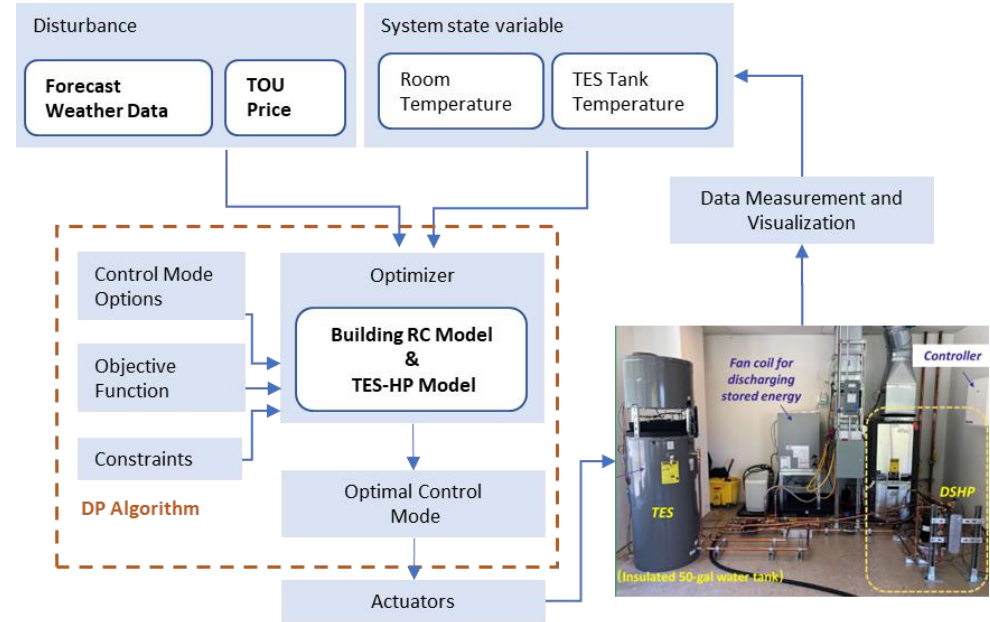 Disturbance
Forecast
Weather Data
TOU
Price
System state variable
Room
Temperature
TES Tank
Temperature
Data Measurement and
Visualization
Control Mode
Options
Objective
Function
Constraints
DP Algorithm
Optimizer
Building RC Model
&
TES-HP Model
Optimal Control
Mode
Actuators
Fan coil for
discharging
stored energy
Controller
TES
(Insulated 50-gal water tank)
DSHP